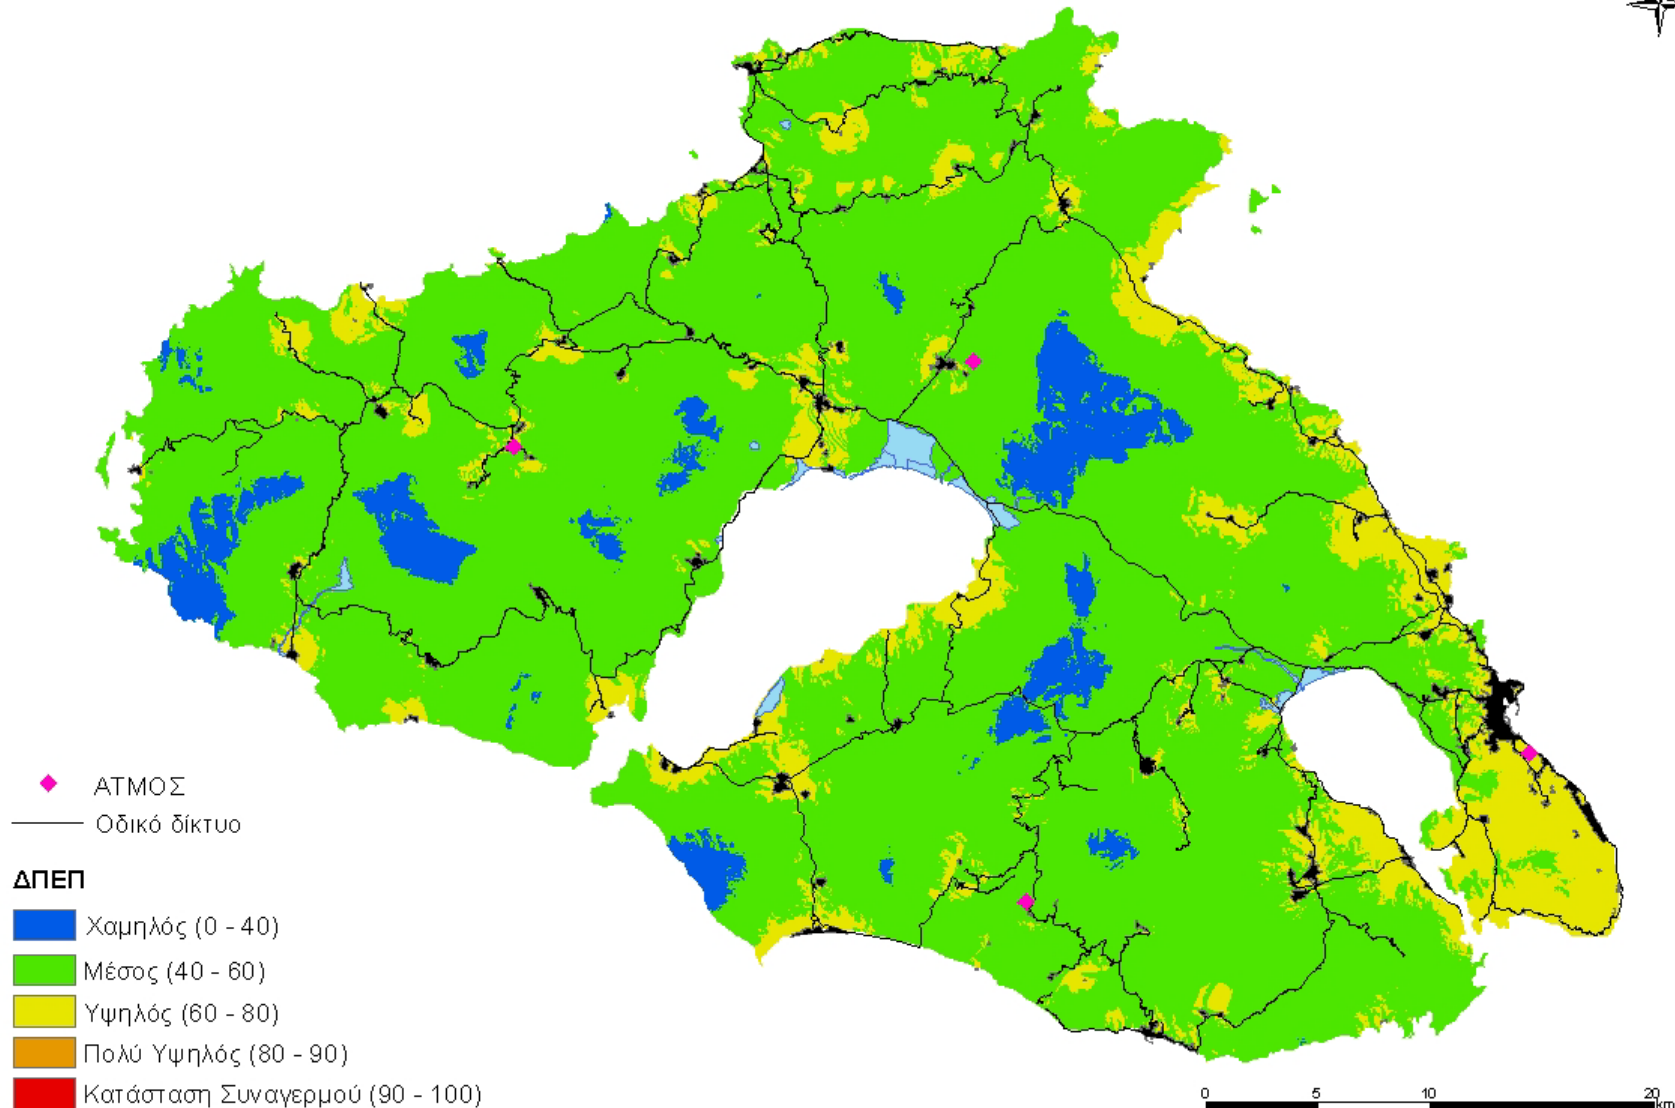 ΑΤΜΟΣ
Οδικό δίκτυο
ΔΠΕΠ
Χαμηλός (0 - 40)
Μέσος (40 - 60)
Υψηλός (60 - 80)
Πολύ Υψηλός (80 - 90)
Κατάσταση Συναγερμού (90 - 100)
0 5 10 20
km